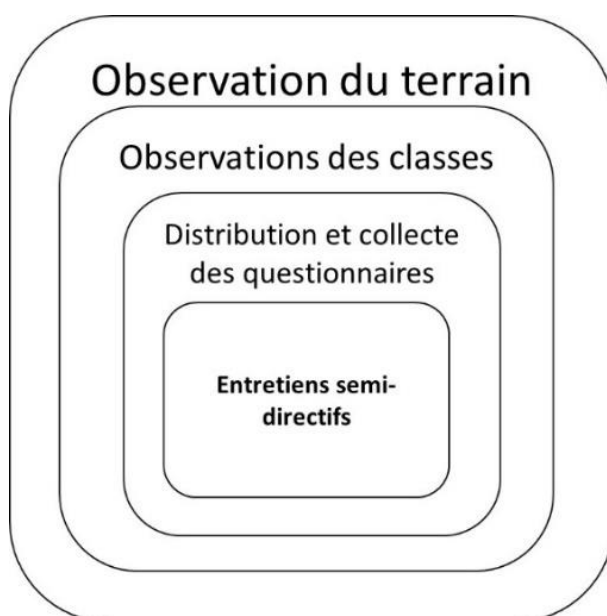 Observation du terrain
Observations des classes
Distribution et collecte
des questionnaires
Entretiens semi-
directifs